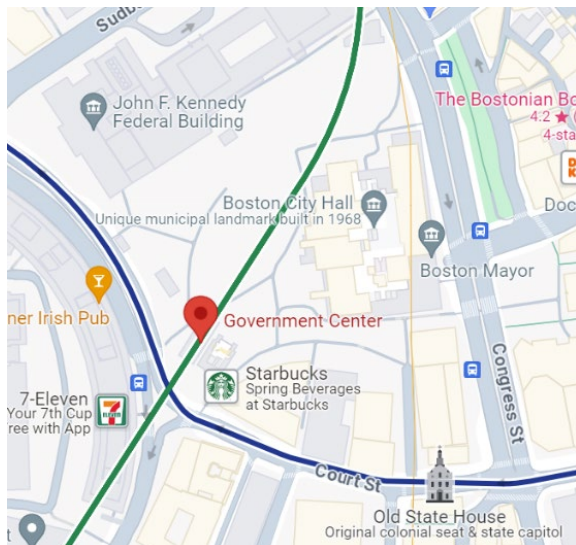 Sudbu
John F. Kennedy
Federal Building
The Bostonian Bo
4.2 ★
4-sta
Boston City Hall
Unique municipal landmark built in 1968
Doc
Boston Mayor
ner Irish Pub
Government Center
Starbucks
Spring Beverages
at Starbucks
7-Eleven
Your 7th Cup
ree with App
ELEVEN
Congress St
Court St
Old State House
Original colonial seat & state capitol
t